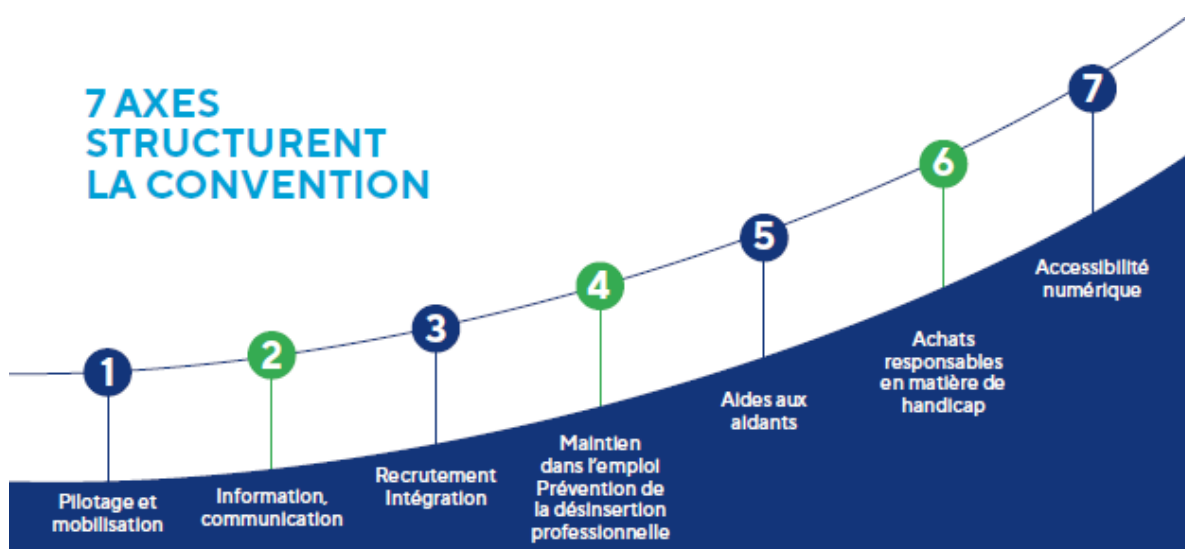 7 AXES
STRUCTURENT
LA CONVENTION
1
Pilotage et
mobilisation
2
Information,
communication
3
Recrutement
Intégration
4
Maintien
dans l'emploi
Prévention de
la désinsertion
professionnelle
5
Aides aux
aidants
6
Achats
responsables
en matière de
handicap
7
Accessibilité
numérique